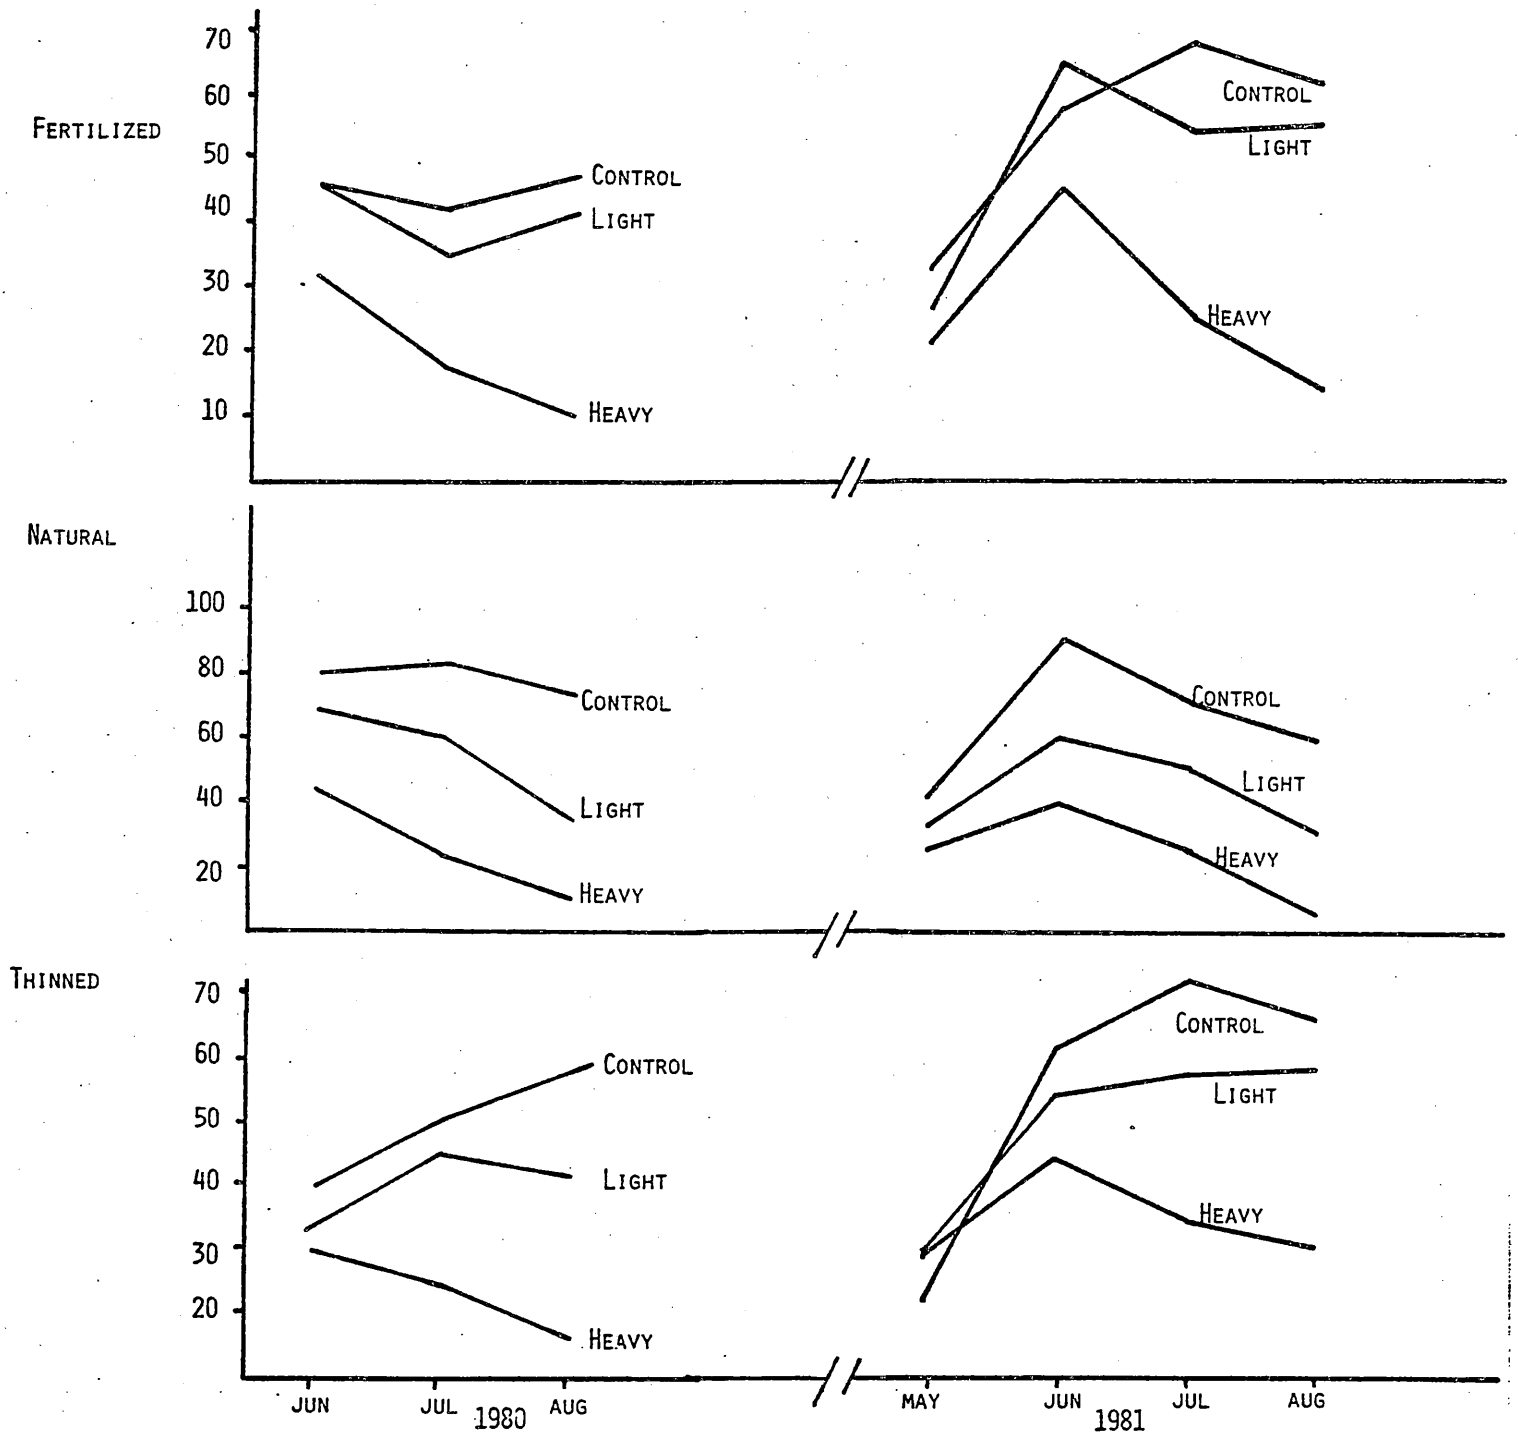 FERTILIZED
70
60
50
40
30
20
10
CONTROL
LIGHT
HEAVY
CONTROL
LIGHT
HEAVY
NATURAL
100
80
60
40
20
CONTROL
LIGHT
HEAVY
CONTROL
LIGHT
HEAVY
THINNED
70
60
50
40
30
20
CONTROL
LIGHT
HEAVY
CONTROL
LIGHT
HEAVY
JUN JUL AUG MAY JUN JUL AUG
1980 1981